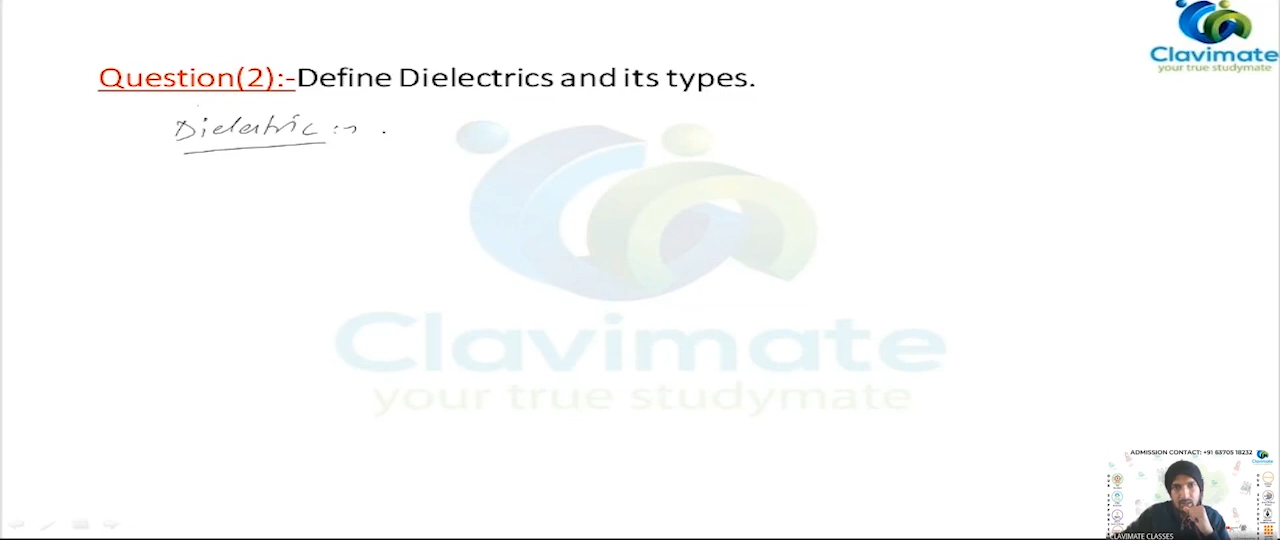 Clavimate
your true studymate
Question(2):-Define Dielectrics and its types.
Dielectric :->
Clavimate
your true studymate
ADMISSION CONTACT: +91 63705 18232
Clavimate
CLAVIMATE CLASSES